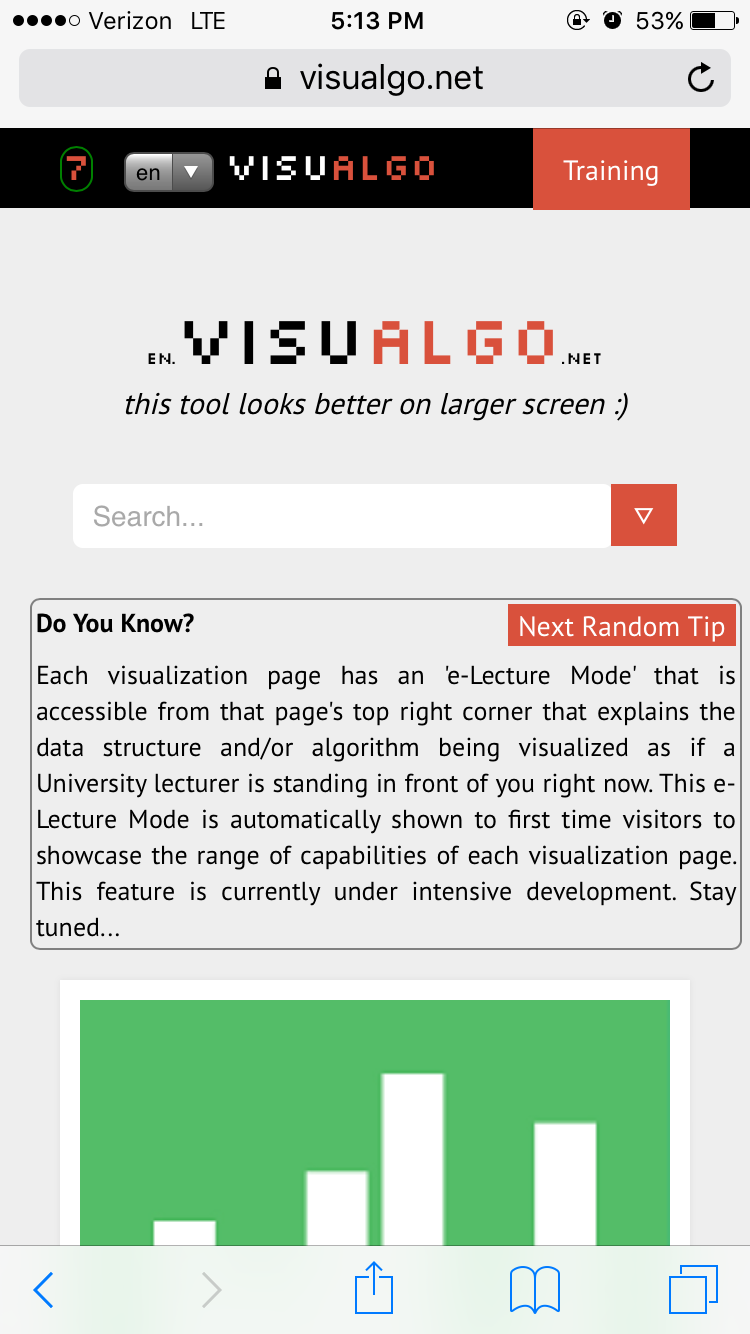 Verizon LTE 5:13 PM 53%
visualgo.net
7 en VISUALGO Training
EN. VISUALGO .NET
this tool looks better on larger screen :)
Search...
Do You Know? Next Random Tip
Each visualization page has an 'e-Lecture Mode' that is
accessible from that page's top right corner that explains the
data structure and/or algorithm being visualized as if a
University lecturer is standing in front of you right now. This e-
Lecture Mode is automatically shown to first time visitors to
showcase the range of capabilities of each visualization page.
This feature is currently under intensive development. Stay
tuned...